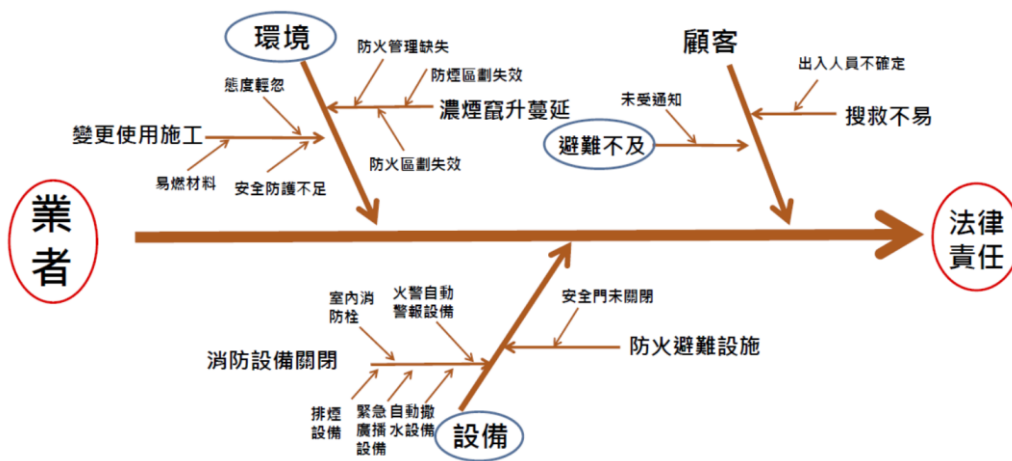 環境
顧客
防火管理缺失
防煙區劃失效
出入人員不確定
態度輕忽
未受通知
濃煙竄升蔓延
搜救不易
變更使用施工
避難不及
防火區劃失效
易燃材料
安全防護不足
業
者
法律
責任
室內消
防栓
火警自動
警報設備
安全門未關閉
消防設備關閉
防火避難設施
排煙
設備
緊急
廣播
設備
自動撒
水設備
設備